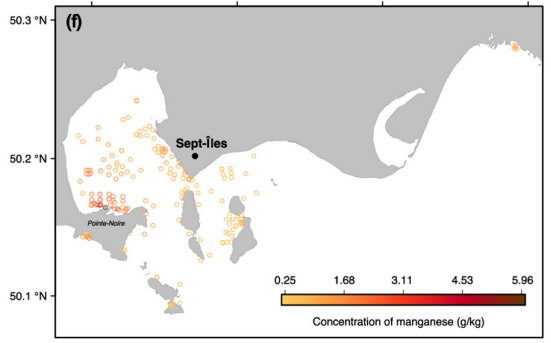 50.3 °N
(f)
50.2 °N
Sept-Îles
Pointe-Noire
50.1 °N
0.25 1.68 3.11 4.53 5.96
Concentration of manganese (g/kg)